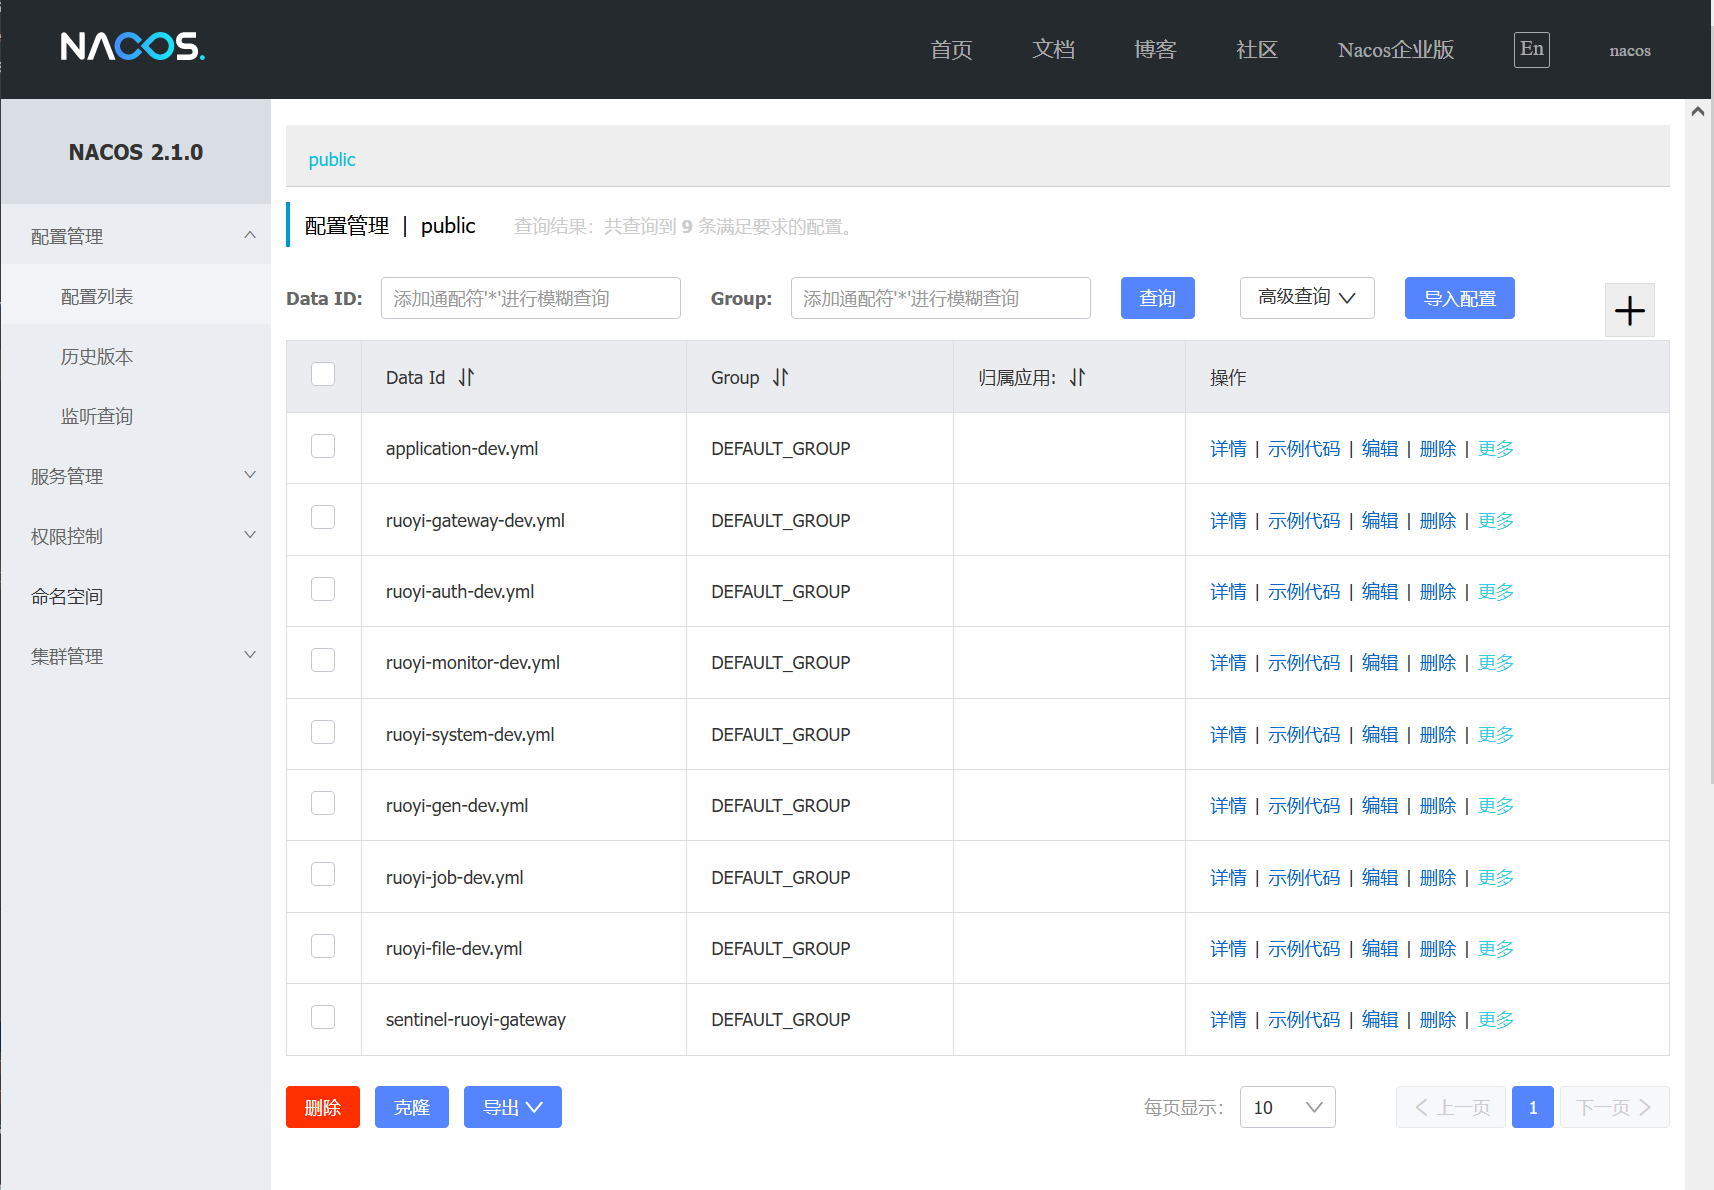 NACOS.
首页 文档 博客 社区 Nacos企业版 En nacos
NACOS 2.1.0
配置管理
配置列表
历史版本
监听查询
服务管理
权限控制
命名空间
集群管理
public
配置管理 | public 查询结果：共查询到 9 条满足要求的配置。
Data ID: 添加通配符'*'进行模糊查询 Group: 添加通配符'*'进行模糊查询 查询 高级查询 导入配置
Data Id Group 归属应用: 操作
application-dev.yml DEFAULT_GROUP 详情 | 示例代码 | 编辑 | 删除 | 更多
ruoyi-gateway-dev.yml DEFAULT_GROUP 详情 | 示例代码 | 编辑 | 删除 | 更多
ruoyi-auth-dev.yml DEFAULT_GROUP 详情 | 示例代码 | 编辑 | 删除 | 更多
ruoyi-monitor-dev.yml DEFAULT_GROUP 详情 | 示例代码 | 编辑 | 删除 | 更多
ruoyi-system-dev.yml DEFAULT_GROUP 详情 | 示例代码 | 编辑 | 删除 | 更多
ruoyi-gen-dev.yml DEFAULT_GROUP 详情 | 示例代码 | 编辑 | 删除 | 更多
ruoyi-job-dev.yml DEFAULT_GROUP 详情 | 示例代码 | 编辑 | 删除 | 更多
ruoyi-file-dev.yml DEFAULT_GROUP 详情 | 示例代码 | 编辑 | 删除 | 更多
sentinel-ruoyi-gateway DEFAULT_GROUP 详情 | 示例代码 | 编辑 | 删除 | 更多
删除 克隆 导出 每页显示: 10 上一页 1 下一页